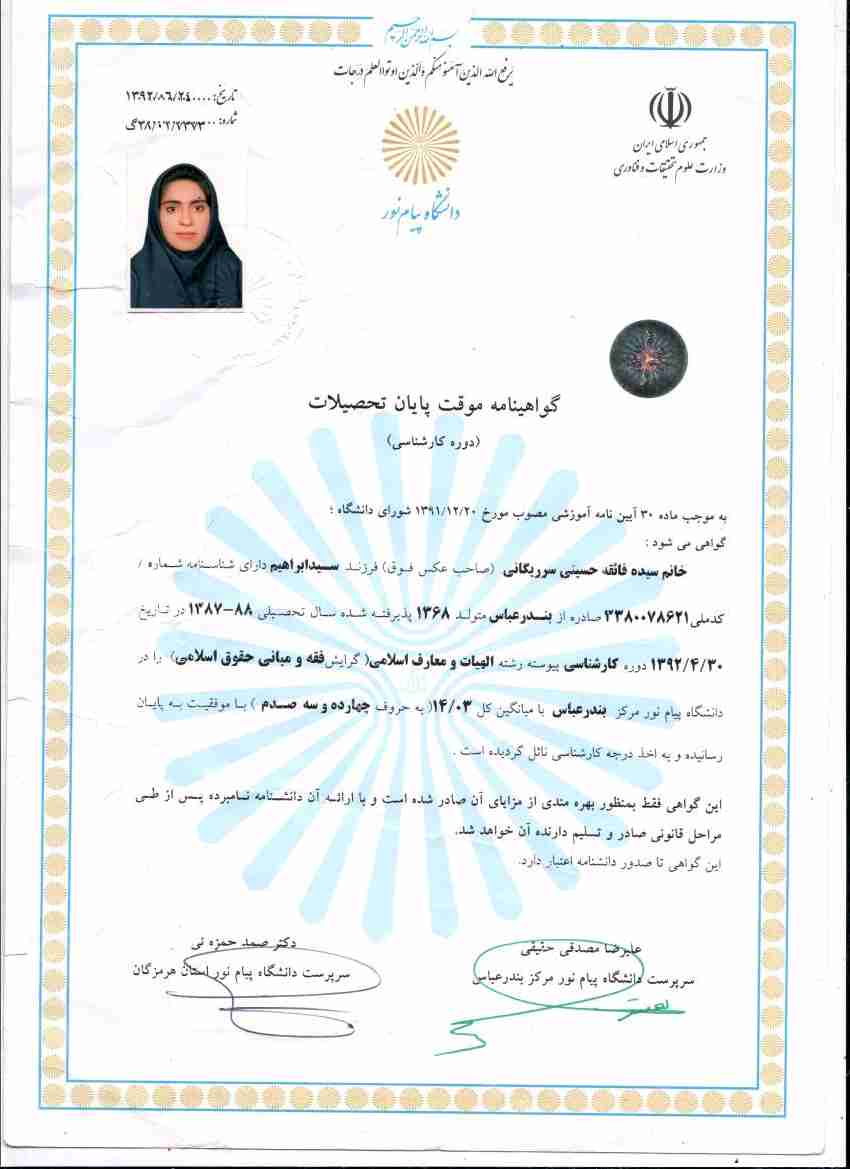 بسم الله الرحمن الرحیم
یرفع الله الذین آمنوا منکم والذین اوتوا العلم درجات
تاریخ: ۱۳۹۲/۰۸/۲۰۰۰۰۰
شماره:
جمهوری اسلامی ایران
وزارت علوم تحقیقات و فناوری
دانشگاه پیام نور
گواهینامه موقت پایان تحصیلات
(دوره کارشناسی)
به موجب ماده ۳۰ آیین نامه آموزشی مصوب مورخ ۱۳۹۱/۱۲/۲۰ شورای دانشگاه ؛
گواهی می شود :
خانم سیده فائقه حسینی سرریگانی (صاحب عکس فوق) فرزند سیدابراهیم دارای شناسنامه شماره /
کدملی ۳۳۸۰۰۷۸۶۲۱ صادره از بندرعباس متولد ۱۳۶۸ پذیرفته شده سال تحصیلی ۸۸-۱۳۸۷ در تاریخ
۱۳۹۲/۴/۳۰ دوره کارشناسی پیوسته رشته الهیات و معارف اسلامی( گرایش فقه و مبانی حقوق اسلامی) را در
دانشگاه پیام نور مرکز بندرعباس با میانگین کل ۱۴/۰۳( به حروف چهارده و سه صدم ) با موفقیت به پایان
رسانیده و به اخذ درجه کارشناسی نائل گردیده است .
این گواهی فقط بمنظور بهره مندی از مزایای آن صادر شده است و با ارائه آن دانشنامه نامبرده پس از طی
مراحل قانونی صادر و تسلیم دارنده آن خواهد شد.
این گواهی تا صدور دانشنامه اعتبار دارد.
علیرضا مصدقی حقیقی
سرپرست دانشگاه پیام نور مرکز بندرعباس
دکتر صمد حمزه ئی
سرپرست دانشگاه پیام نور استان هرمزگان